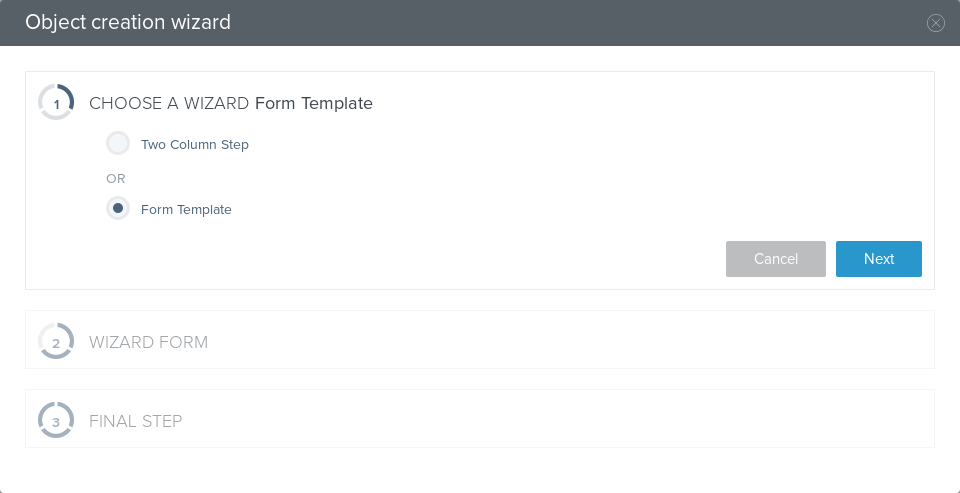 Object creation wizard
1 CHOOSE A WIZARD Form Template
Two Column Step
OR
Form Template
Cancel Next
2 WIZARD FORM
3 FINAL STEP